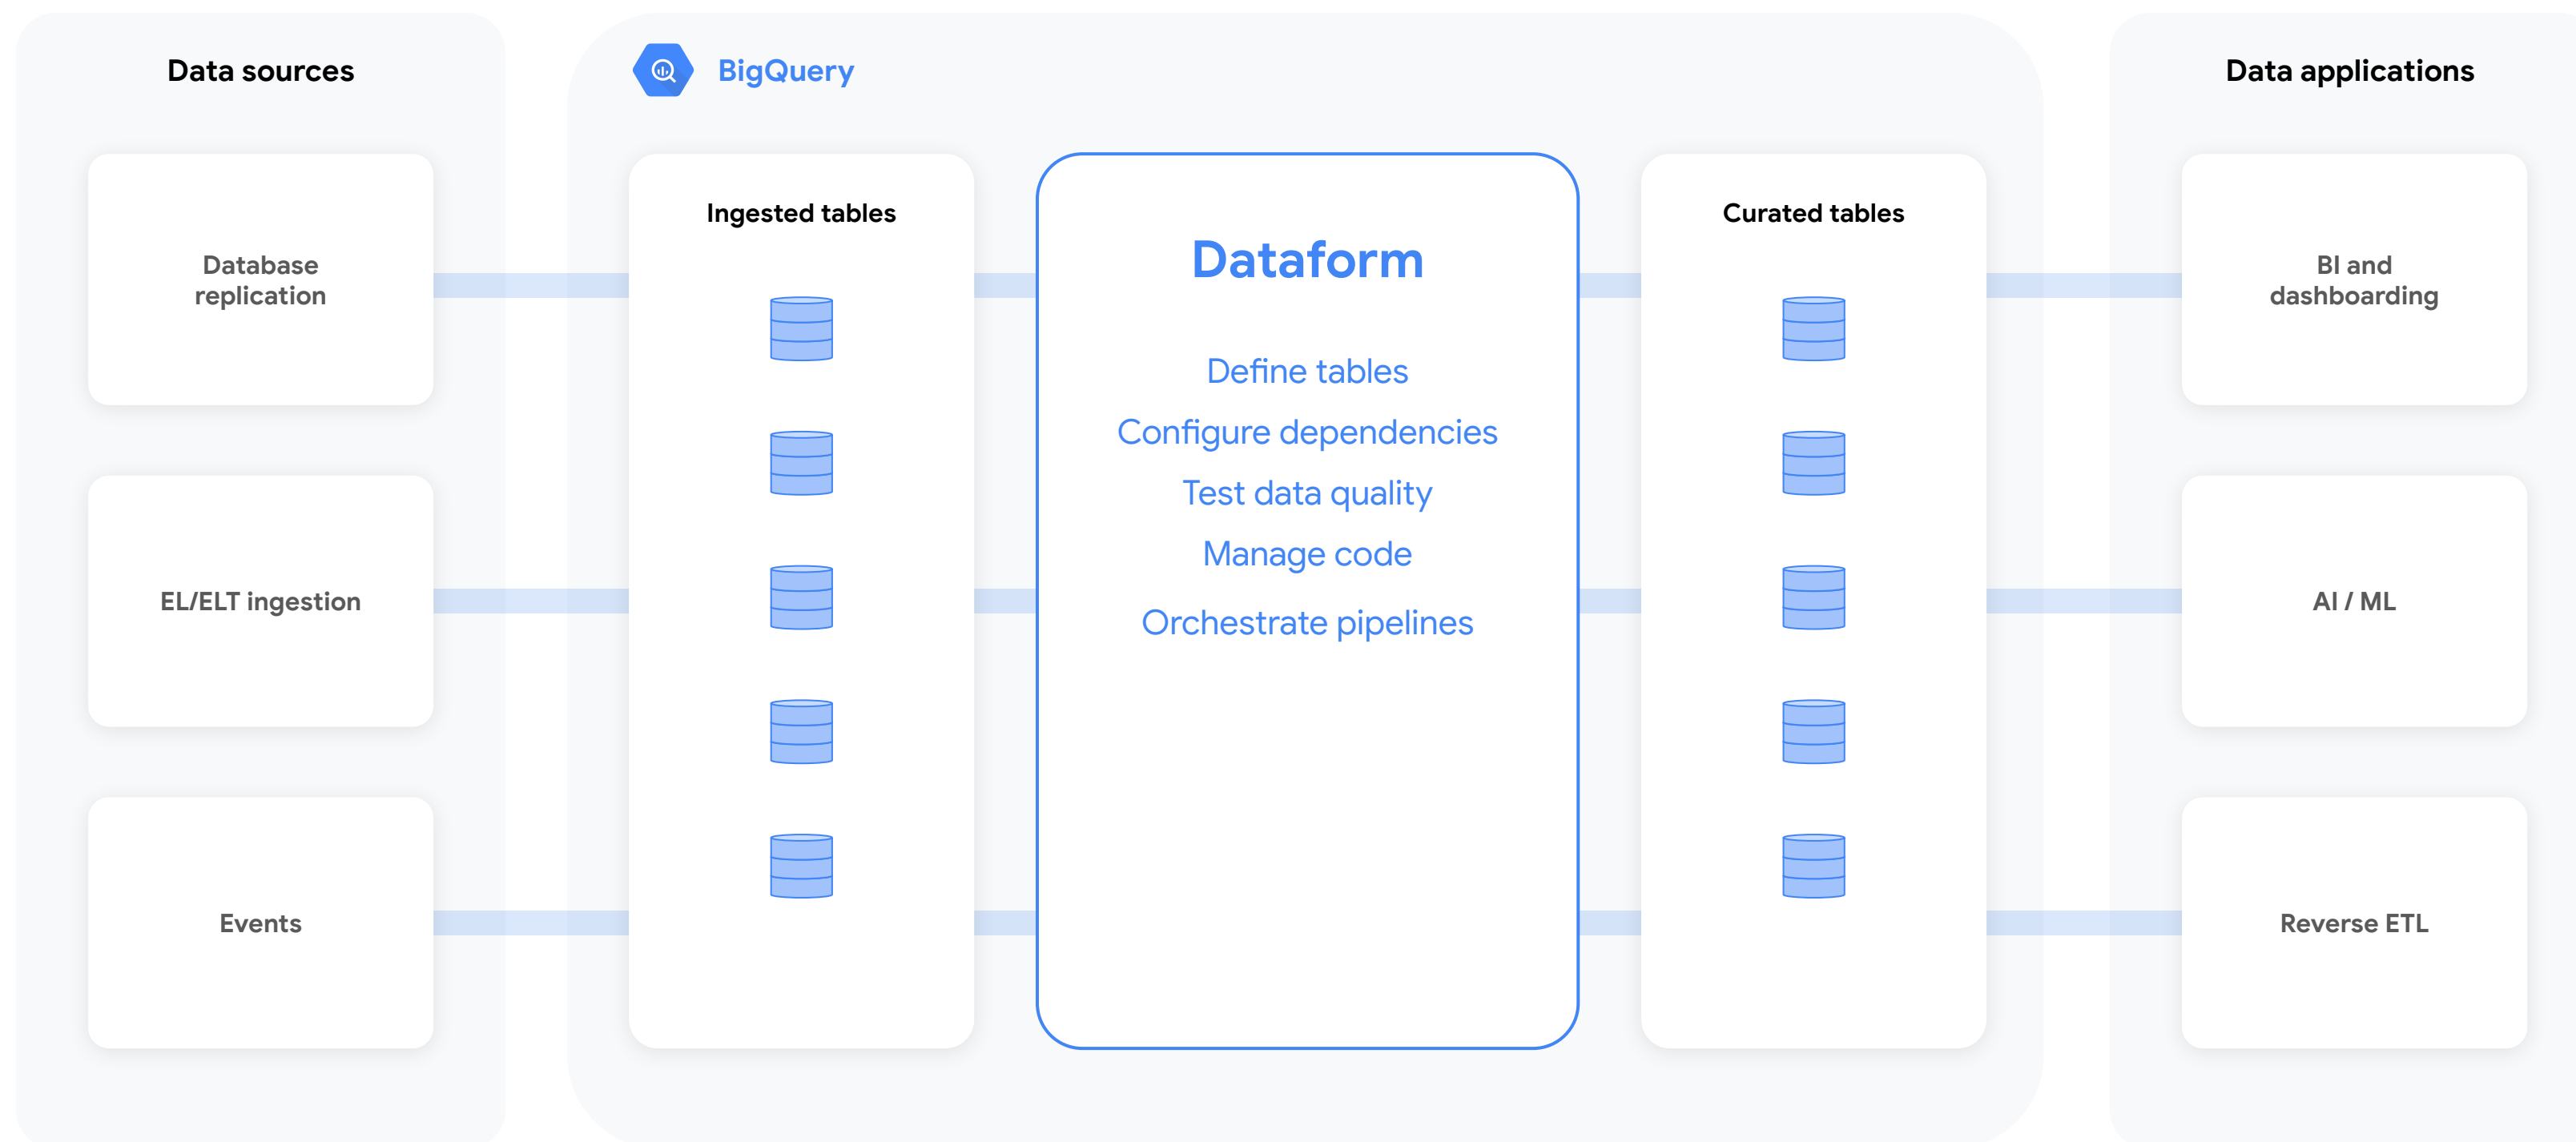 Data sources
Database
replication
EL/ELT ingestion
Events
BigQuery
Ingested tables
Dataform
Define tables
Configure dependencies
Test data quality
Manage code
Orchestrate pipelines
Curated tables
Data applications
BI and
dashboarding
AI / ML
Reverse ETL